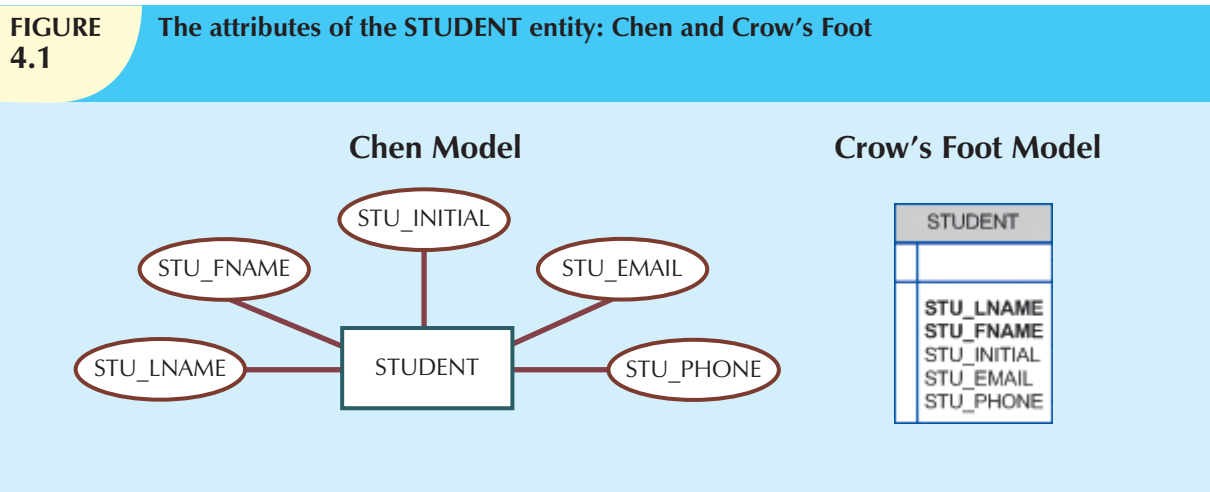 FIGURE
4.1
The attributes of the STUDENT entity: Chen and Crow's Foot
Chen Model
STU_INITIAL
STU_FNAME
STU_EMAIL
STU_LNAME
STUDENT
STU_PHONE
Crow's Foot Model
STUDENT
STU_LNAME
STU_FNAME
STU_INITIAL
STU_EMAIL
STU_PHONE